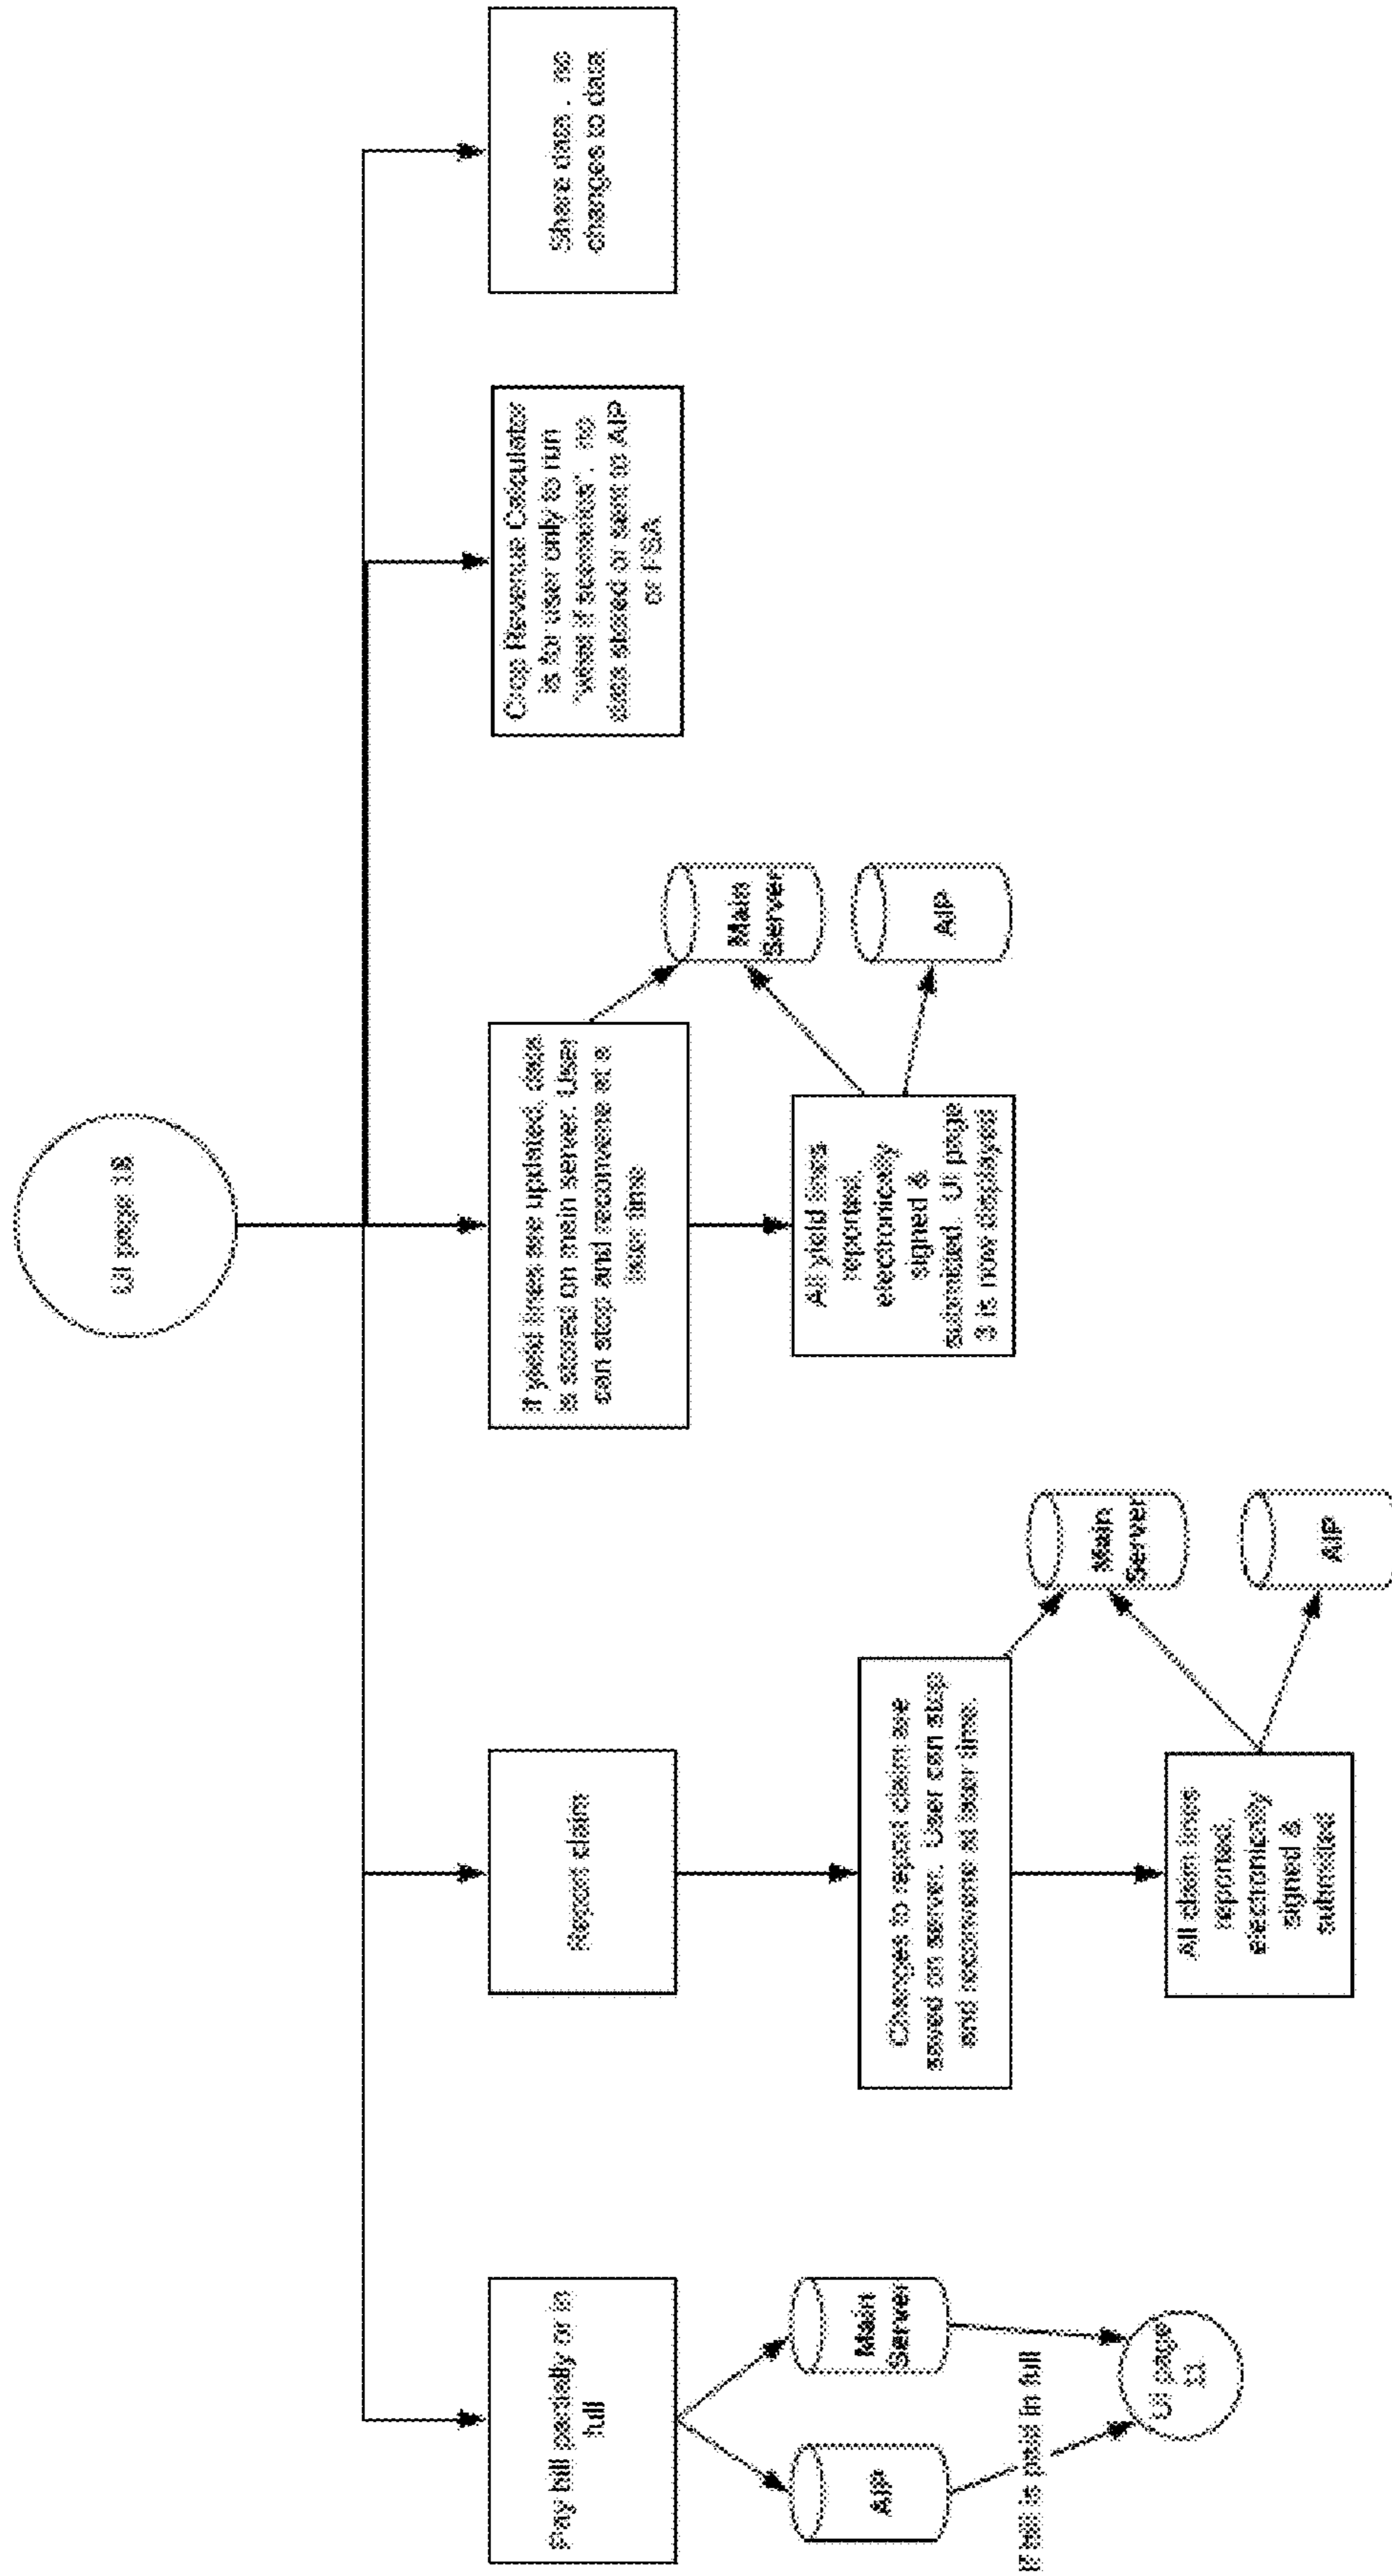 UI page 18
Pay bill partially or in
full
AIP
Main
Server
If bill is paid in full
UI page
11
Report claim
Changes to report claim are
saved on server. User can stop
and reconvene at later time.
Main
Server
All claim lines
reported,
electronically
signed &
submitted
AIP
If yield lines are updated, data
is stored on main server. User
can stop and reconvene at a
later time
Main
Server
All yield lines
reported,
electronically
signed &
submitted. UI page
3 is now displayed
AIP
Crop Revenue Calculator
is for user only to run
"what if scenarios". no
data stored or sent to AIP
or FSA
Share data . no
changes to data